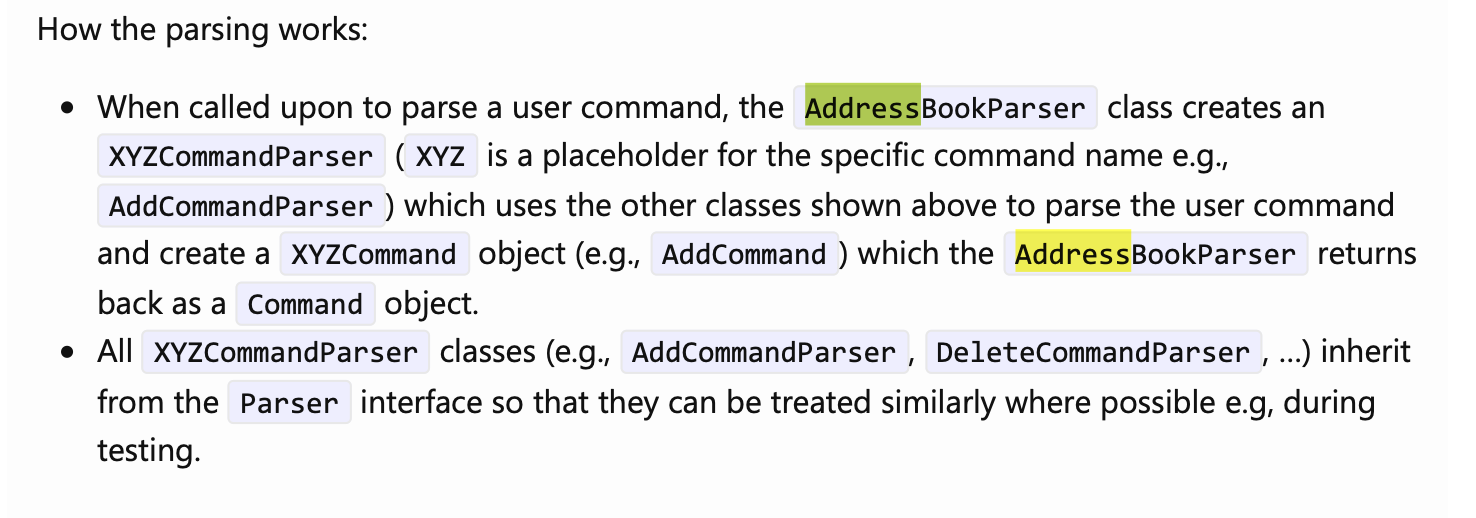 How the parsing works:
• When called upon to parse a user command, the AddressBookParser class creates an
XYZCommandParser (XYZ is a placeholder for the specific command name e.g.,
AddCommandParser) which uses the other classes shown above to parse the user command
and create a XYZCommand object (e.g., AddCommand) which the AddressBookParser returns
back as a Command object.
• All XYZCommandParser classes (e.g., AddCommandParser, DeleteCommandParser, ...) inherit
from the Parser interface so that they can be treated similarly where possible e.g, during
testing.